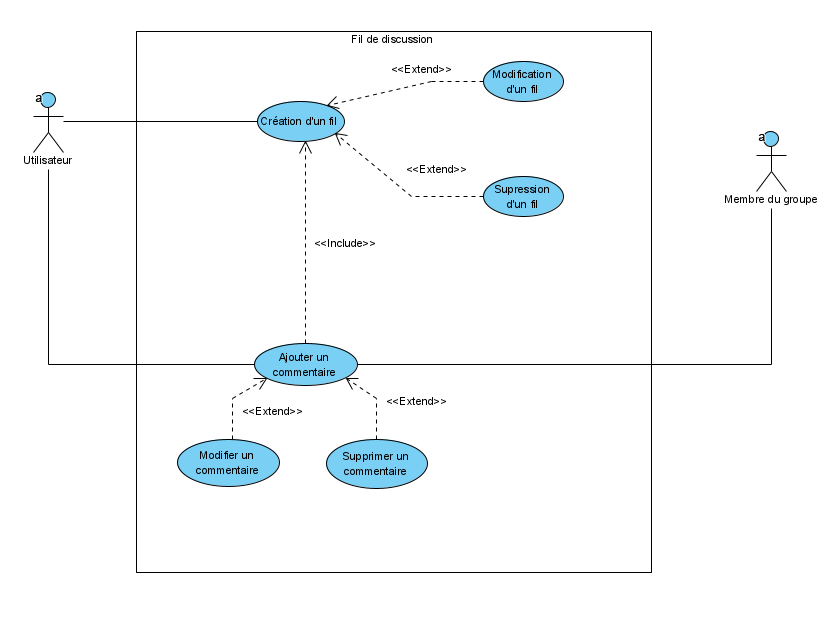 Fil de discussion
<<Extend>>
Modification
d'un fil
a
Utilisateur
Création d'un fil
<<Extend>>
Supression
d'un fil
a
Membre du groupe
<<Include>>
Ajouter un
commentaire
<<Extend>>
<<Extend>>
Modifier un
commentaire
Supprimer un
commentaire